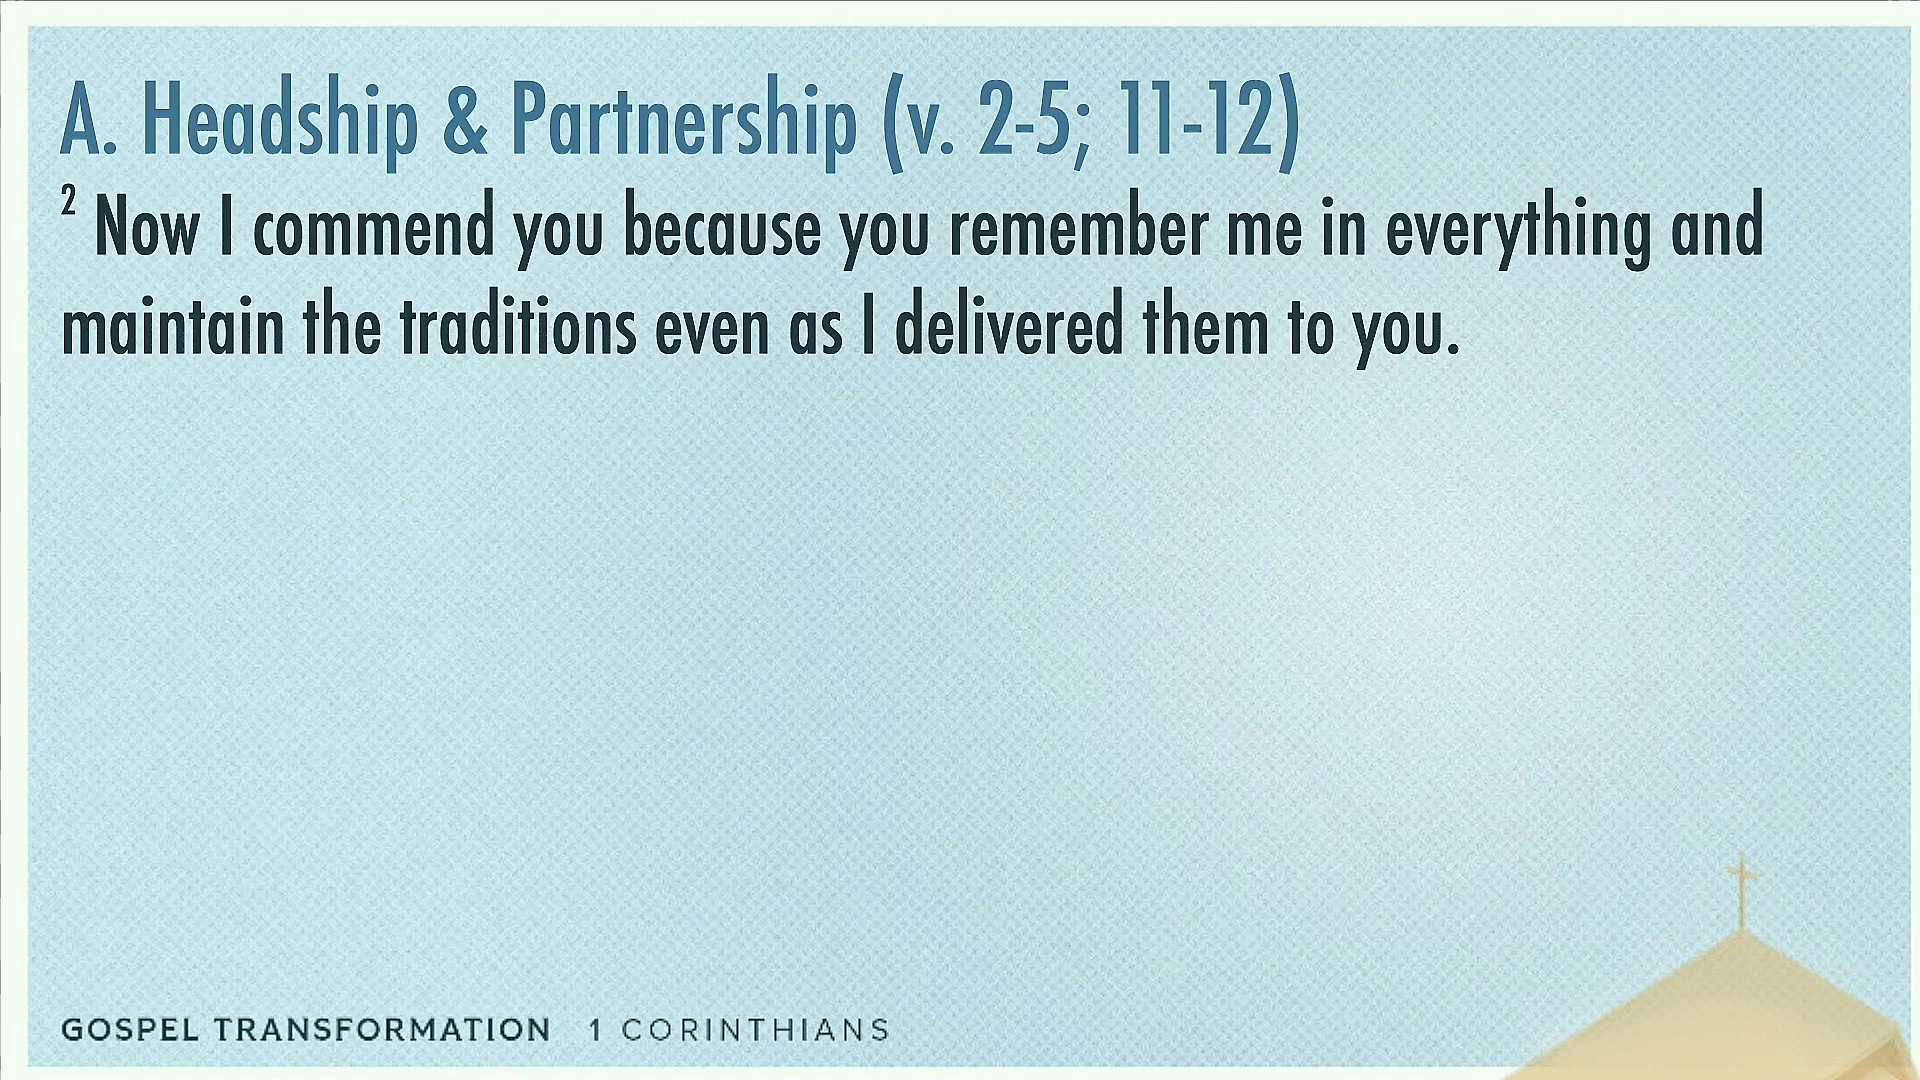 A. Headship & Partnership (v. 2-5; 11-12)
2 Now I commend you because you remember me in everything and
maintain the traditions even as I delivered them to you.
GOSPEL TRANSFORMATION 1 CORINTHIANS